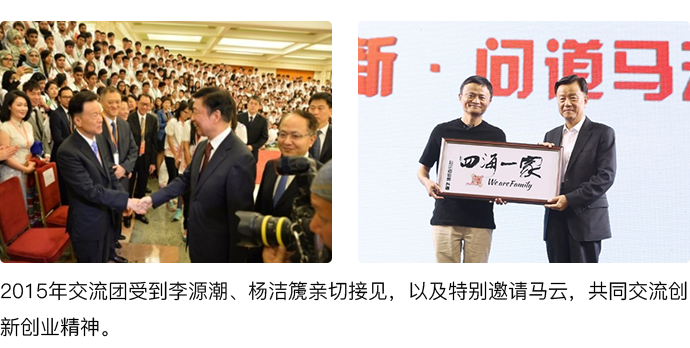 新·问道马云
四海一家
We are Family
2015年交流团受到李源潮、杨洁篪亲切接见，以及特别邀请马云，共同交流创
新创业精神。